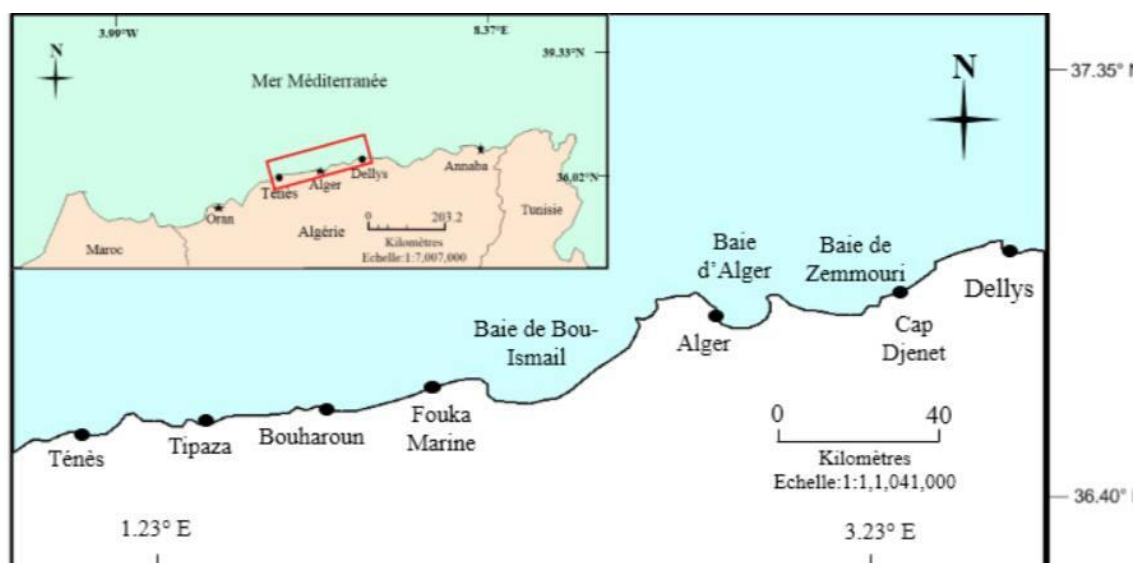 3.99°W
8.37°E
39.33°N
N
Mer Méditerranée
36.02°N
Ténès
Alger
Dellys
Annaba
Oran
Maroc
Algérie
Tunisie
0 203.2
Kilomètres
Echelle:1:7,007,000
37.35° N
N
Baie
d’Alger
Baie de
Zemmouri
Dellys
Baie de Bou-
Ismail
Alger
Cap
Djenet
Ténès
Tipaza
Bouharoun
Fouka
Marine
0 40
Kilomètres
Echelle:1:1,1,041,000
36.40°
1.23° E
3.23° E